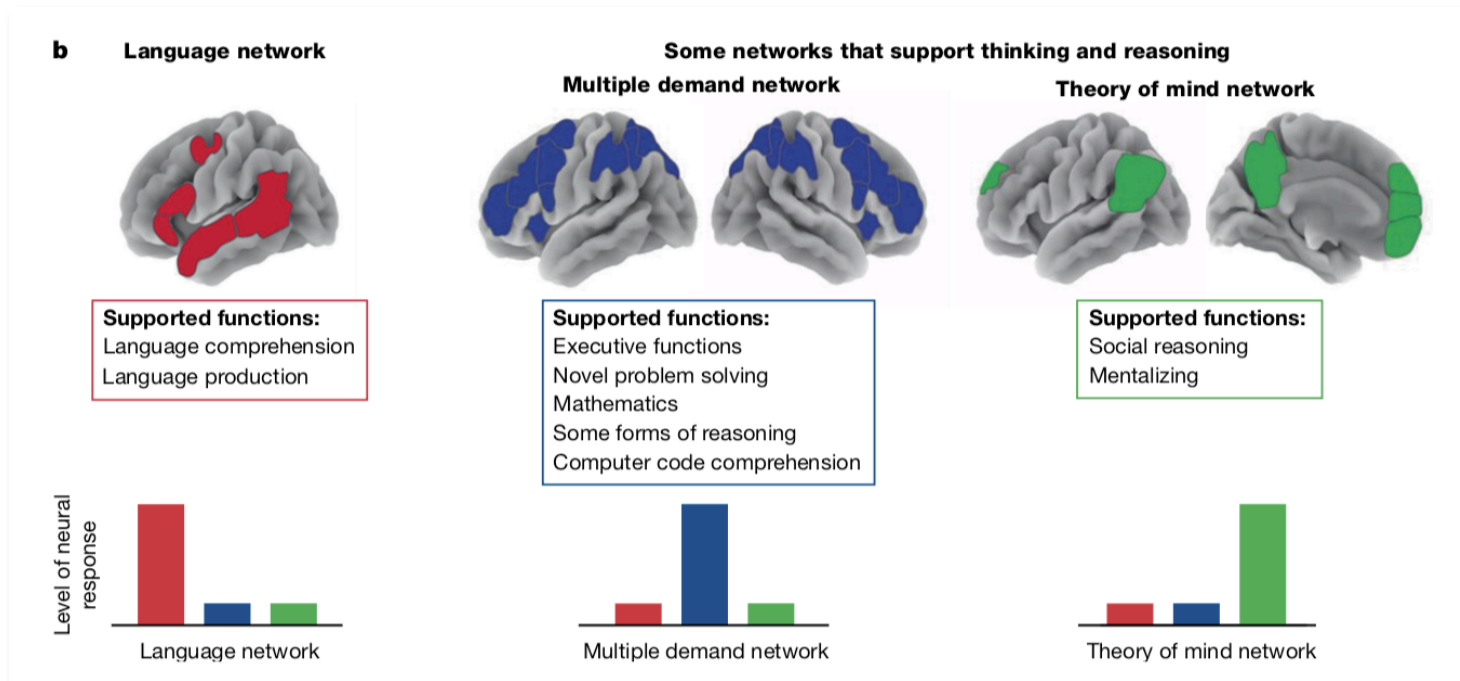 b
Language network
Some networks that support thinking and reasoning
Multiple demand network
Theory of mind network
Supported functions:
Language comprehension
Language production
Supported functions:
Executive functions
Novel problem solving
Mathematics
Some forms of reasoning
Computer code comprehension
Supported functions:
Social reasoning
Mentalizing
Level of neural
response
Language network
Multiple demand network
Theory of mind network